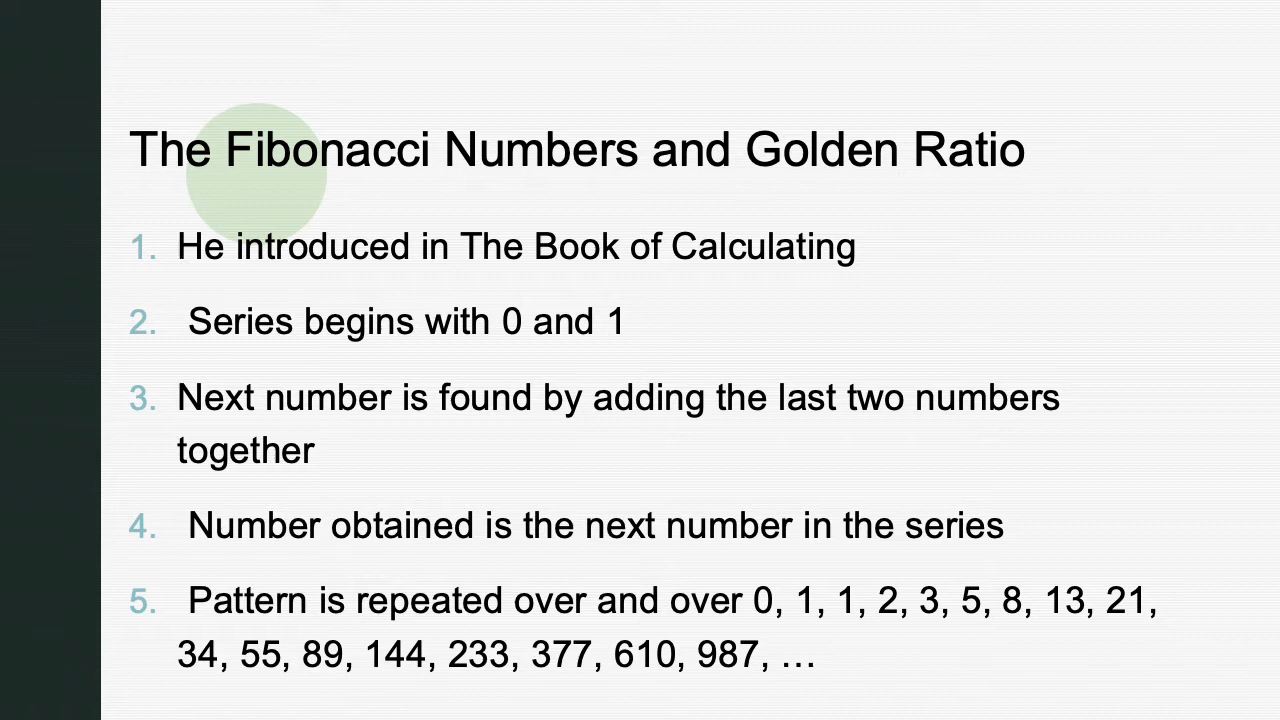 The Fibonacci Numbers and Golden Ratio
1. He introduced in The Book of Calculating
2. Series begins with 0 and 1
3. Next number is found by adding the last two numbers
together
4. Number obtained is the next number in the series
5. Pattern is repeated over and over 0, 1, 1, 2, 3, 5, 8, 13, 21,
34, 55, 89, 144, 233, 377, 610, 987, …